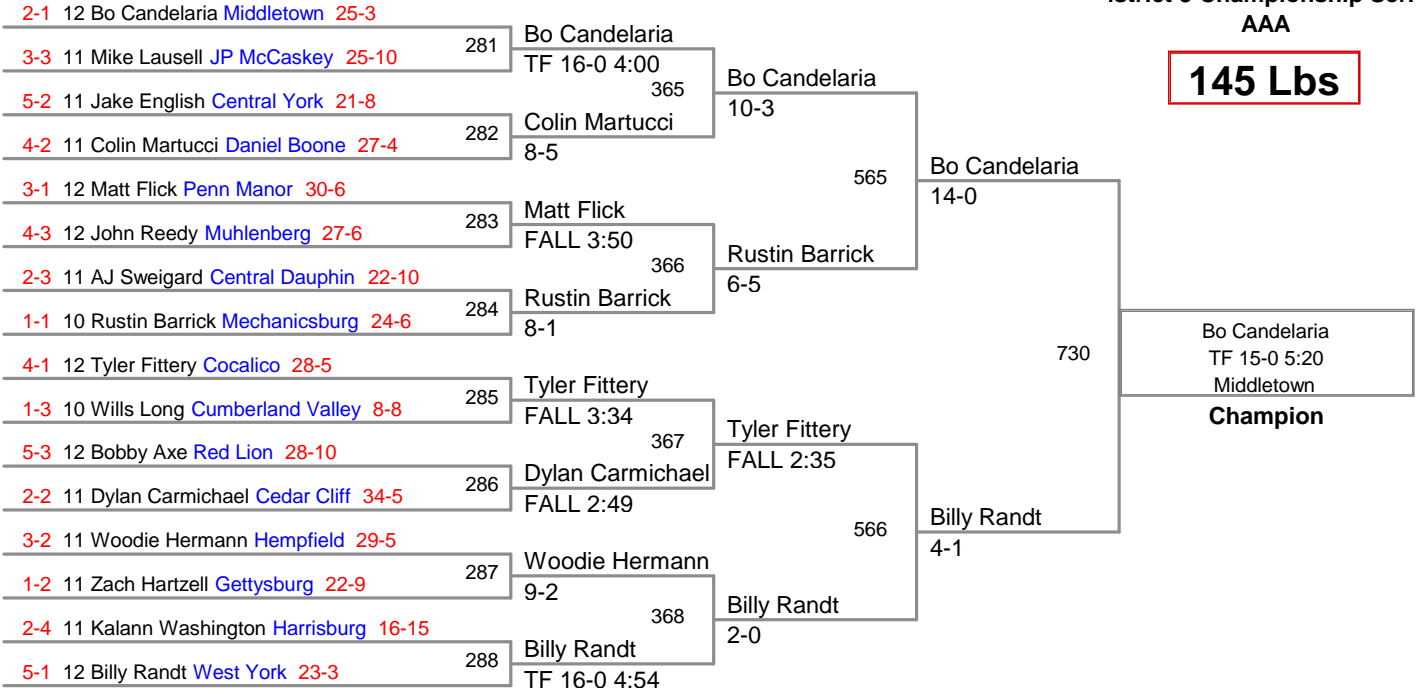 istrict 3 Championship Seri
AAA
145 Lbs
2-1 12 Bo Candelaria Middletown 25-3
3-3 11 Mike Lausell JP McCaskey 25-10
5-2 11 Jake English Central York 21-8
4-2 11 Colin Martucci Daniel Boone 27-4
3-1 12 Matt Flick Penn Manor 30-6
4-3 12 John Reedy Muhlenberg 27-6
2-3 11 AJ Sweigard Central Dauphin 22-10
1-1 10 Rustin Barrick Mechanicsburg 24-6
4-1 12 Tyler Fittery Cocalico 28-5
1-3 10 Wills Long Cumberland Valley 8-8
5-3 12 Bobby Axe Red Lion 28-10
2-2 11 Dylan Carmichael Cedar Cliff 34-5
3-2 11 Woodie Hermann Hempfield 29-5
1-2 11 Zach Hartzell Gettysburg 22-9
2-4 11 Kalann Washington Harrisburg 16-15
5-1 12 Billy Randt West York 23-3
281
Bo Candelaria
TF 16-0 4:00
282
Colin Martucci
8-5
283
Matt Flick
FALL 3:50
284
Rustin Barrick
8-1
285
Tyler Fittery
FALL 3:34
286
Dylan Carmichael
FALL 2:49
287
Woodie Hermann
9-2
288
Billy Randt
TF 16-0 4:54
365
Bo Candelaria
10-3
366
Rustin Barrick
6-5
367
Tyler Fittery
FALL 2:35
368
Billy Randt
2-0
565
Bo Candelaria
14-0
566
Billy Randt
4-1
730
Bo Candelaria
TF 15-0 5:20
Middletown
Champion